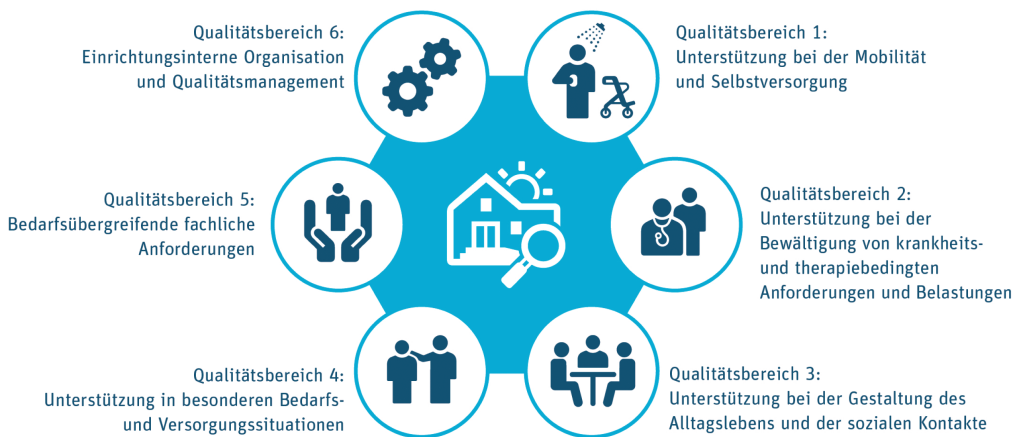 Qualitätsbereich 6:
Einrichtungsinterne Organisation
und Qualitätsmanagement
Qualitätsbereich 1:
Unterstützung bei der Mobilität
und Selbstversorgung
Qualitätsbereich 5:
Bedarfsübergreifende fachliche
Anforderungen
Qualitätsbereich 2:
Unterstützung bei der
Bewältigung von krankheits-
und therapiebedingten
Anforderungen und Belastungen
Qualitätsbereich 4:
Unterstützung in besonderen Bedarfs-
und Versorgungssituationen
Qualitätsbereich 3:
Unterstützung bei der Gestaltung des
Alltagslebens und der sozialen Kontakte